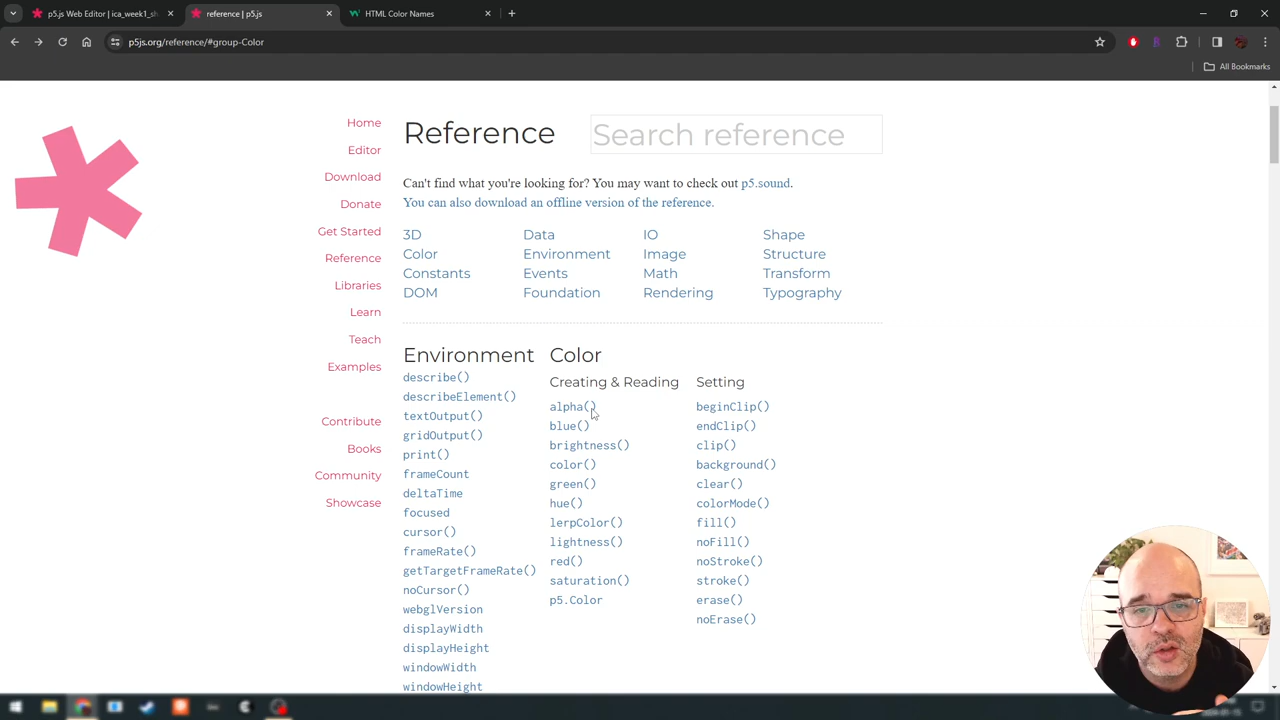 p5.js Web Editor | ica_week1_sh
reference | p5.js
HTML Color Names
p5js.org/reference/#group-Color
All Bookmarks
Home
Editor
Download
Donate
Get Started
Reference
Libraries
Learn
Teach
Examples
Contribute
Books
Community
Showcase
Reference
Search reference
Can't find what you're looking for? You may want to check out p5.sound.
You can also download an offline version of the reference.
3D
Color
Constants
DOM
Data
Environment
Events
Foundation
IO
Image
Math
Rendering
Shape
Structure
Transform
Typography
Environment
describe()
describeElement()
textOutput()
gridOutput()
print()
frameCount
deltaTime
focused
cursor()
frameRate()
getTargetFrameRate()
noCursor()
webglVersion
displayWidth
displayHeight
windowWidth
windowHeight
Color
Creating & Reading
alpha()
blue()
brightness()
color()
green()
hue()
lerpColor()
lightness()
red()
saturation()
p5.Color
Setting
beginClip()
endClip()
clip()
background()
clear()
colorMode()
fill()
noFill()
noStroke()
stroke()
erase()
noErase()